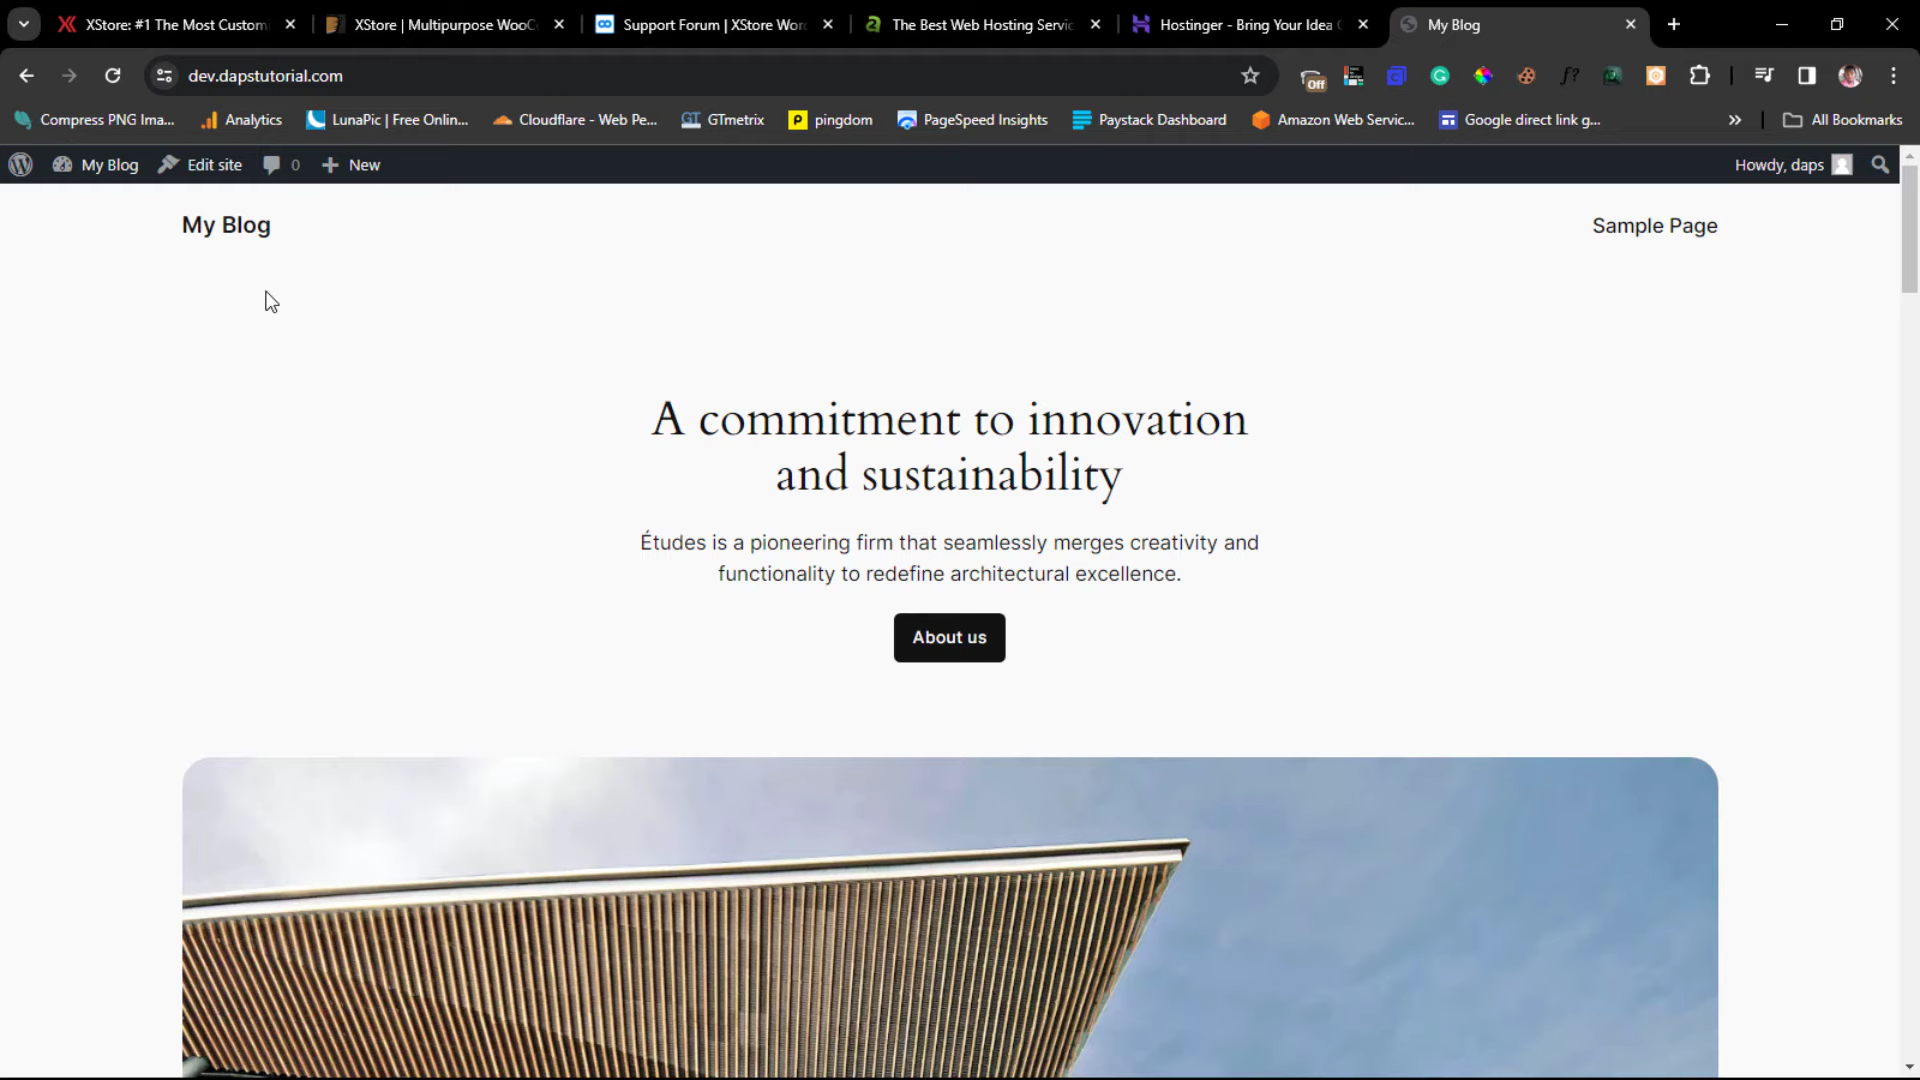 XStore: #1 The Most Custom
XStore | Multipurpose WooC
Support Forum | XStore Wor
The Best Web Hosting Servic
Hostinger - Bring Your Idea
My Blog
dev.dapstutorial.com
Off
Compress PNG Ima...
Analytics
LunaPic | Free Onlin...
Cloudflare - Web Pe...
GTmetrix
pingdom
PageSpeed Insights
Paystack Dashboard
Amazon Web Servic...
Google direct link g...
All Bookmarks
My Blog
Edit site
0
New
Howdy, daps
My Blog
Sample Page
A commitment to innovation
and sustainability
Études is a pioneering firm that seamlessly merges creativity and
functionality to redefine architectural excellence.
About us